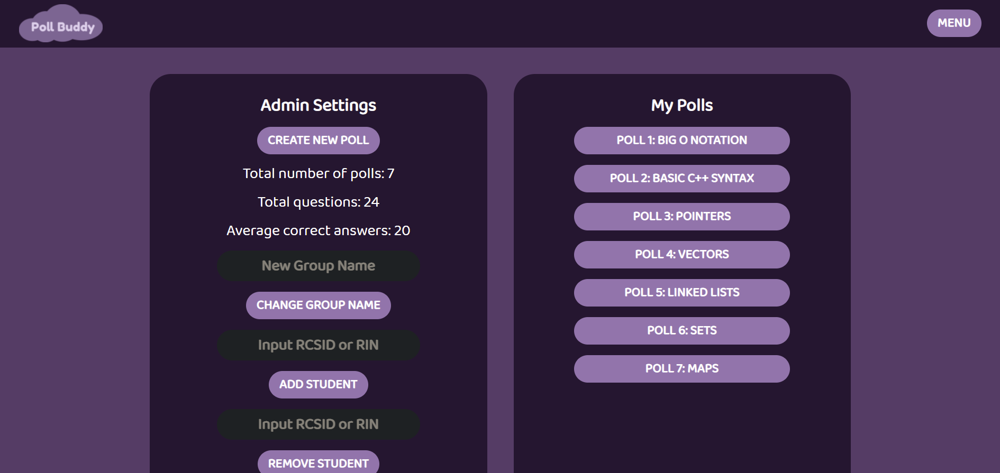 Poll Buddy
MENU
Admin Settings
CREATE NEW POLL
Total number of polls: 7
Total questions: 24
Average correct answers: 20
New Group Name
CHANGE GROUP NAME
Input RCSID or RIN
ADD STUDENT
Input RCSID or RIN
REMOVE STUDENT
My Polls
POLL 1: BIG O NOTATION
POLL 2: BASIC C++ SYNTAX
POLL 3: POINTERS
POLL 4: VECTORS
POLL 5: LINKED LISTS
POLL 6: SETS
POLL 7: MAPS